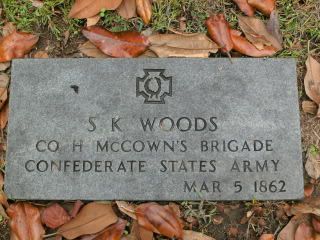 S K WOODS
CO H McCOWN'S BRIGADE
CONFEDERATE STATES ARMY
MAR 5 1862